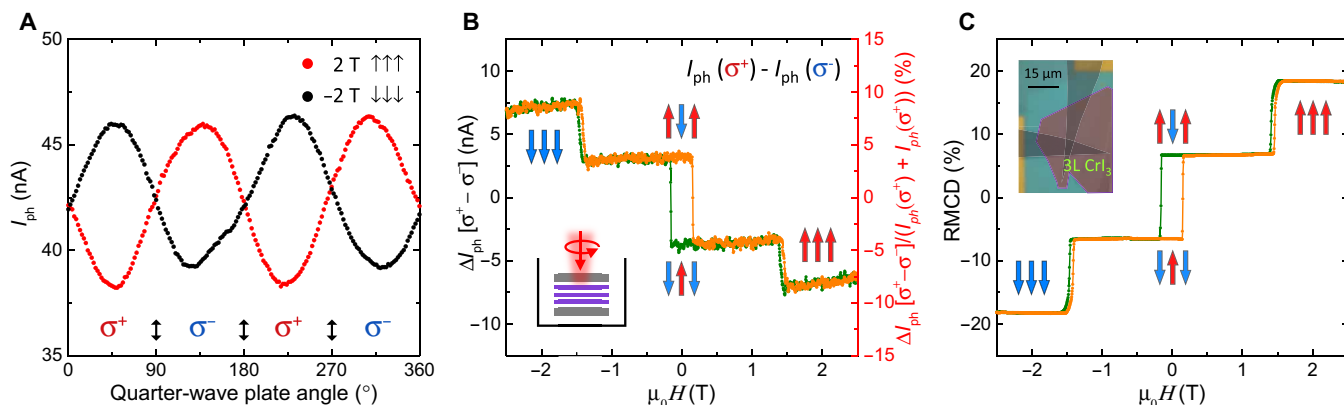 A
50
45
40
35
I_ph (nA)
2 T ↑↑↑
−2 T ↓↓↓
σ⁺ ↕ σ⁻ ↕ σ⁺ ↕ σ⁻
0 90 180 270 360
Quarter-wave plate angle (°)
B
10
5
0
−5
−10
ΔI_ph [σ⁺ − σ⁻] (nA)
I_ph (σ⁺) - I_ph (σ⁻)
15
10
5
0
−5
−10
−15
ΔI_ph [σ⁺−σ⁻]/(I_ph(σ⁺) + I_ph(σ⁻)) (%)
−2 −1 0 1 2
μ₀H (T)
C
20
10
0
−10
−20
RMCD (%)
15 μm
3L CrI₃
−2 −1 0 1 2
μ₀H (T)